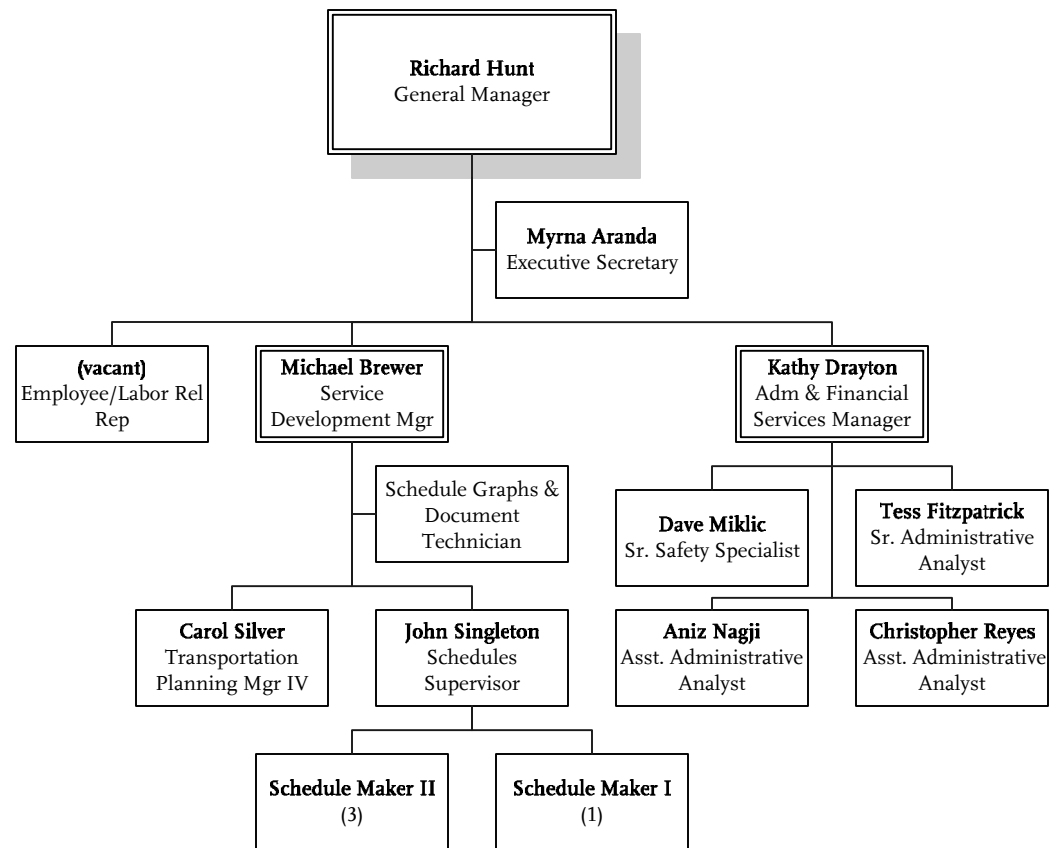 Richard Hunt
General Manager
Myrna Aranda
Executive Secretary
(vacant)
Employee/Labor Rel
Rep
Michael Brewer
Service
Development Mgr
Kathy Drayton
Adm & Financial
Services Manager
Schedule Graphs &
Document
Technician
Dave Miklic
Sr. Safety Specialist
Tess Fitzpatrick
Sr. Administrative
Analyst
Carol Silver
Transportation
Planning Mgr IV
John Singleton
Schedules
Supervisor
Aniz Nagji
Asst. Administrative
Analyst
Christopher Reyes
Asst. Administrative
Analyst
Schedule Maker II
(3)
Schedule Maker I
(1)